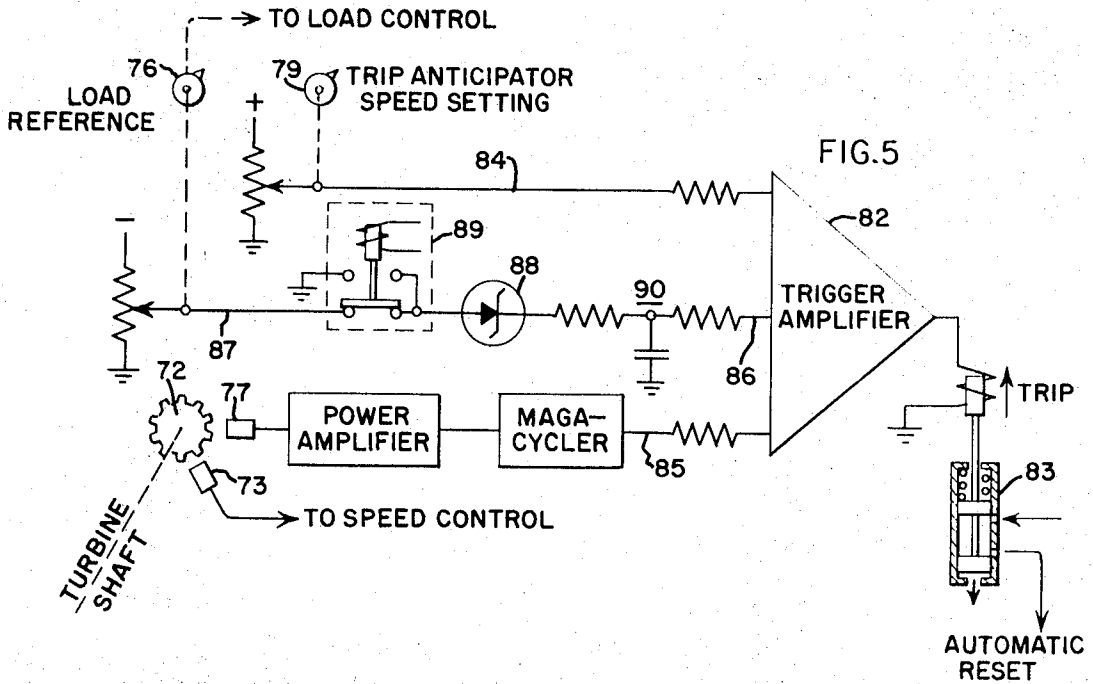 TO LOAD CONTROL
76
79
TRIP ANTICIPATOR
SPEED SETTING
LOAD
REFERENCE
+
84
FIG.5
82
89
88
90
−
87
TRIGGER
AMPLIFIER
86
72
77
POWER
AMPLIFIER
MAGA-
CYCLER
85
TRIP
73
TO SPEED CONTROL
83
TURBINE
SHAFT
AUTOMATIC
RESET